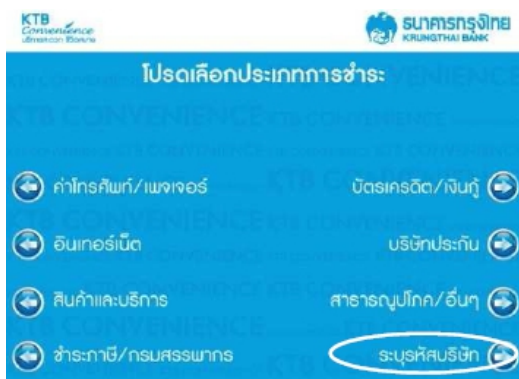 KTB
Convenience
ธนาคารกรุงไทย
KRUNGTHAI BANK
โปรดเลือกประเภทการชำระ
ค่าโทรศัพท์/เพจเจอร์
บัตรเครดิต/เงินกู้
อินเทอร์เน็ต
บริษัทประกัน
สินค้าและบริการ
สาธารณูปโภค/อื่นๆ
ชำระภาษี/กรมสรรพากร
ระบุรหัสบริษัท